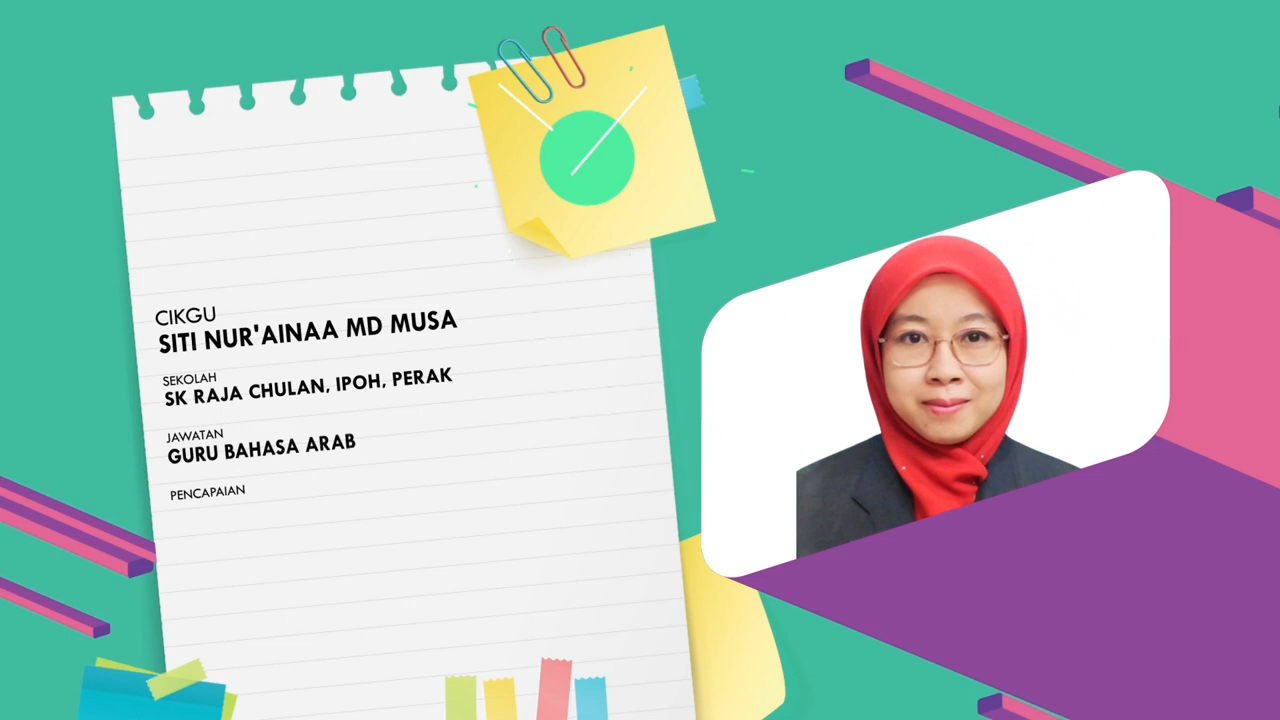 CIKGU
SITI NUR'AINAA MD MUSA
SEKOLAH
SK RAJA CHULAN, IPOH, PERAK
JAWATAN
GURU BAHASA ARAB
PENCAPAIAN